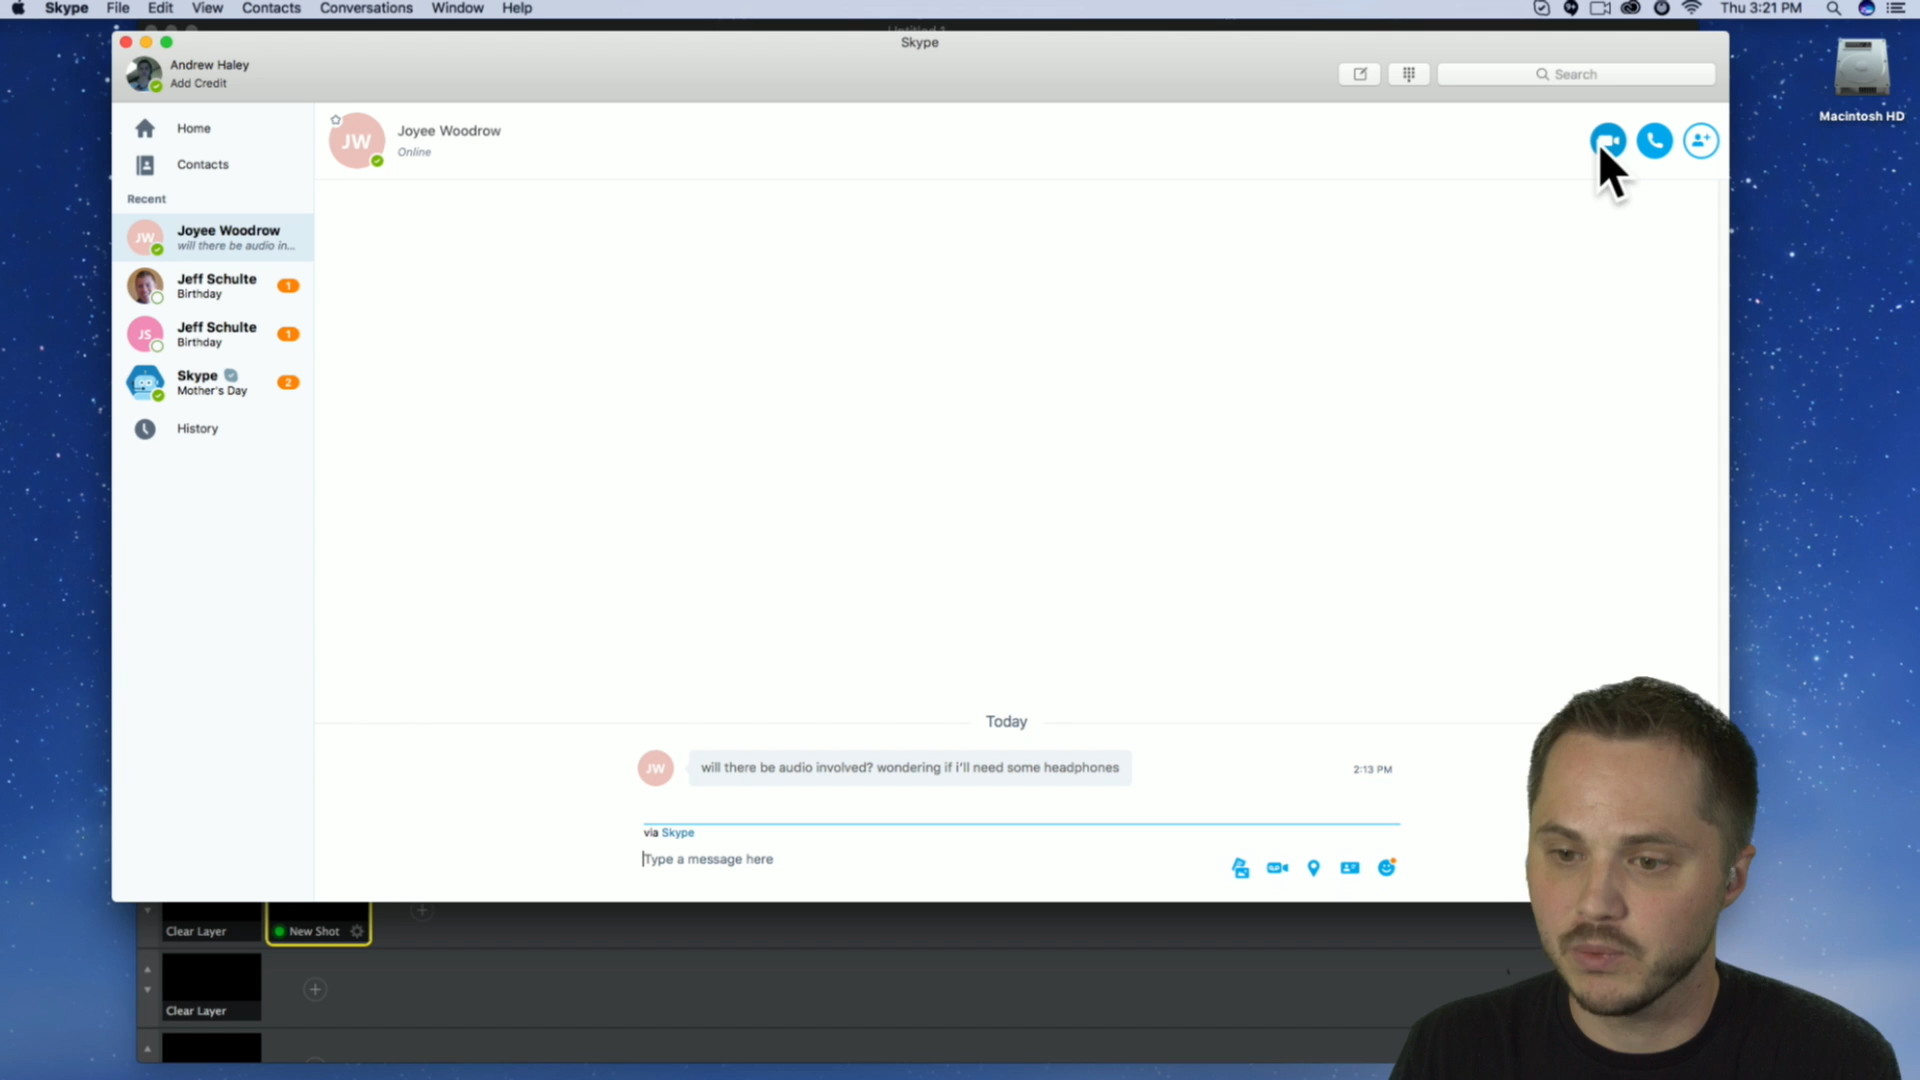 Skype File Edit View Contacts Conversations Window Help Thu 3:21 PM
Skype
Andrew Haley
Add Credit
Search
Macintosh HD
Home
Contacts
Recent
JW Joyee Woodrow
will there be audio in...
Jeff Schulte 1
Birthday
JS Jeff Schulte 1
Birthday
Skype 2
Mother's Day
History
JW Joyee Woodrow
Online
Today
JW will there be audio involved? wondering if i'll need some headphones 2:13 PM
via Skype
Type a message here
Clear Layer New Shot
Clear Layer